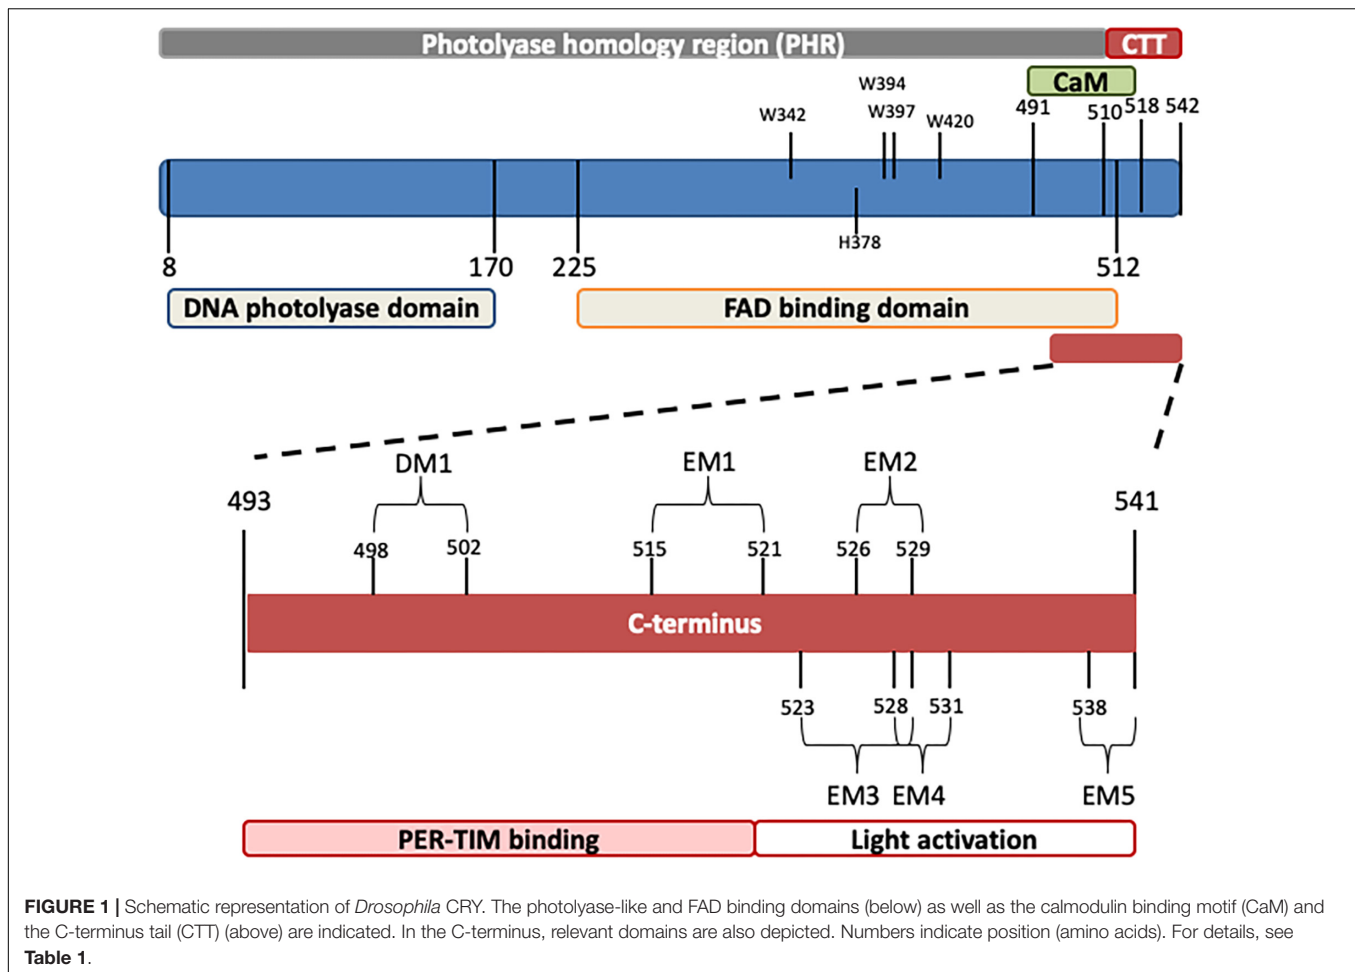 Photolyase homology region (PHR) CTT
CaM
W394
W342 W397 W420 491 510 518 542
H378
8 170 225 512
DNA photolyase domain FAD binding domain
DM1 EM1 EM2
493 541
498 502 515 521 526 529
C-terminus
523 528 531 538
EM3 EM4 EM5
PER-TIM binding Light activation
FIGURE 1 | Schematic representation of Drosophila CRY. The photolyase-like and FAD binding domains (below) as well as the calmodulin binding motif (CaM) and
the C-terminus tail (CTT) (above) are indicated. In the C-terminus, relevant domains are also depicted. Numbers indicate position (amino acids). For details, see
Table 1.